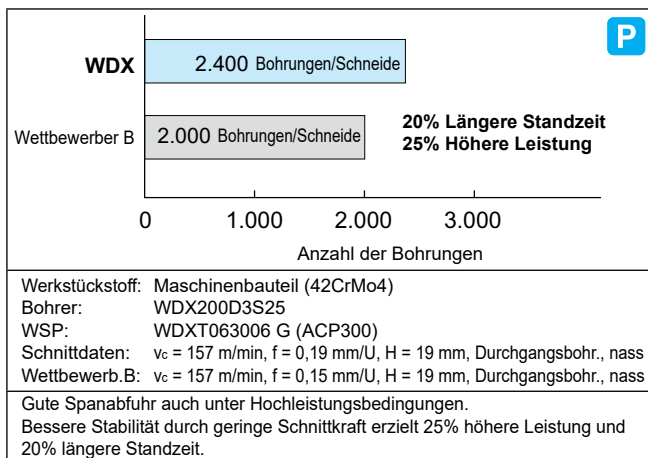 P
WDX 2.400 Bohrungen/Schneide
Wettbewerber B 2.000 Bohrungen/Schneide
20% Längere Standzeit
25% Höhere Leistung
0 1.000 2.000 3.000
Anzahl der Bohrungen
Werkstückstoff: Maschinenbauteil (42CrMo4)
Bohrer: WDX200D3S25
WSP: WDXT063006 G (ACP300)
Schnittdaten: vc = 157 m/min, f = 0,19 mm/U, H = 19 mm, Durchgangsbohr., nass
Wettbewerb.B: vc = 157 m/min, f = 0,15 mm/U, H = 19 mm, Durchgangsbohr., nass
Gute Spanabfuhr auch unter Hochleistungsbedingungen.
Bessere Stabilität durch geringe Schnittkraft erzielt 25% höhere Leistung und
20% längere Standzeit.